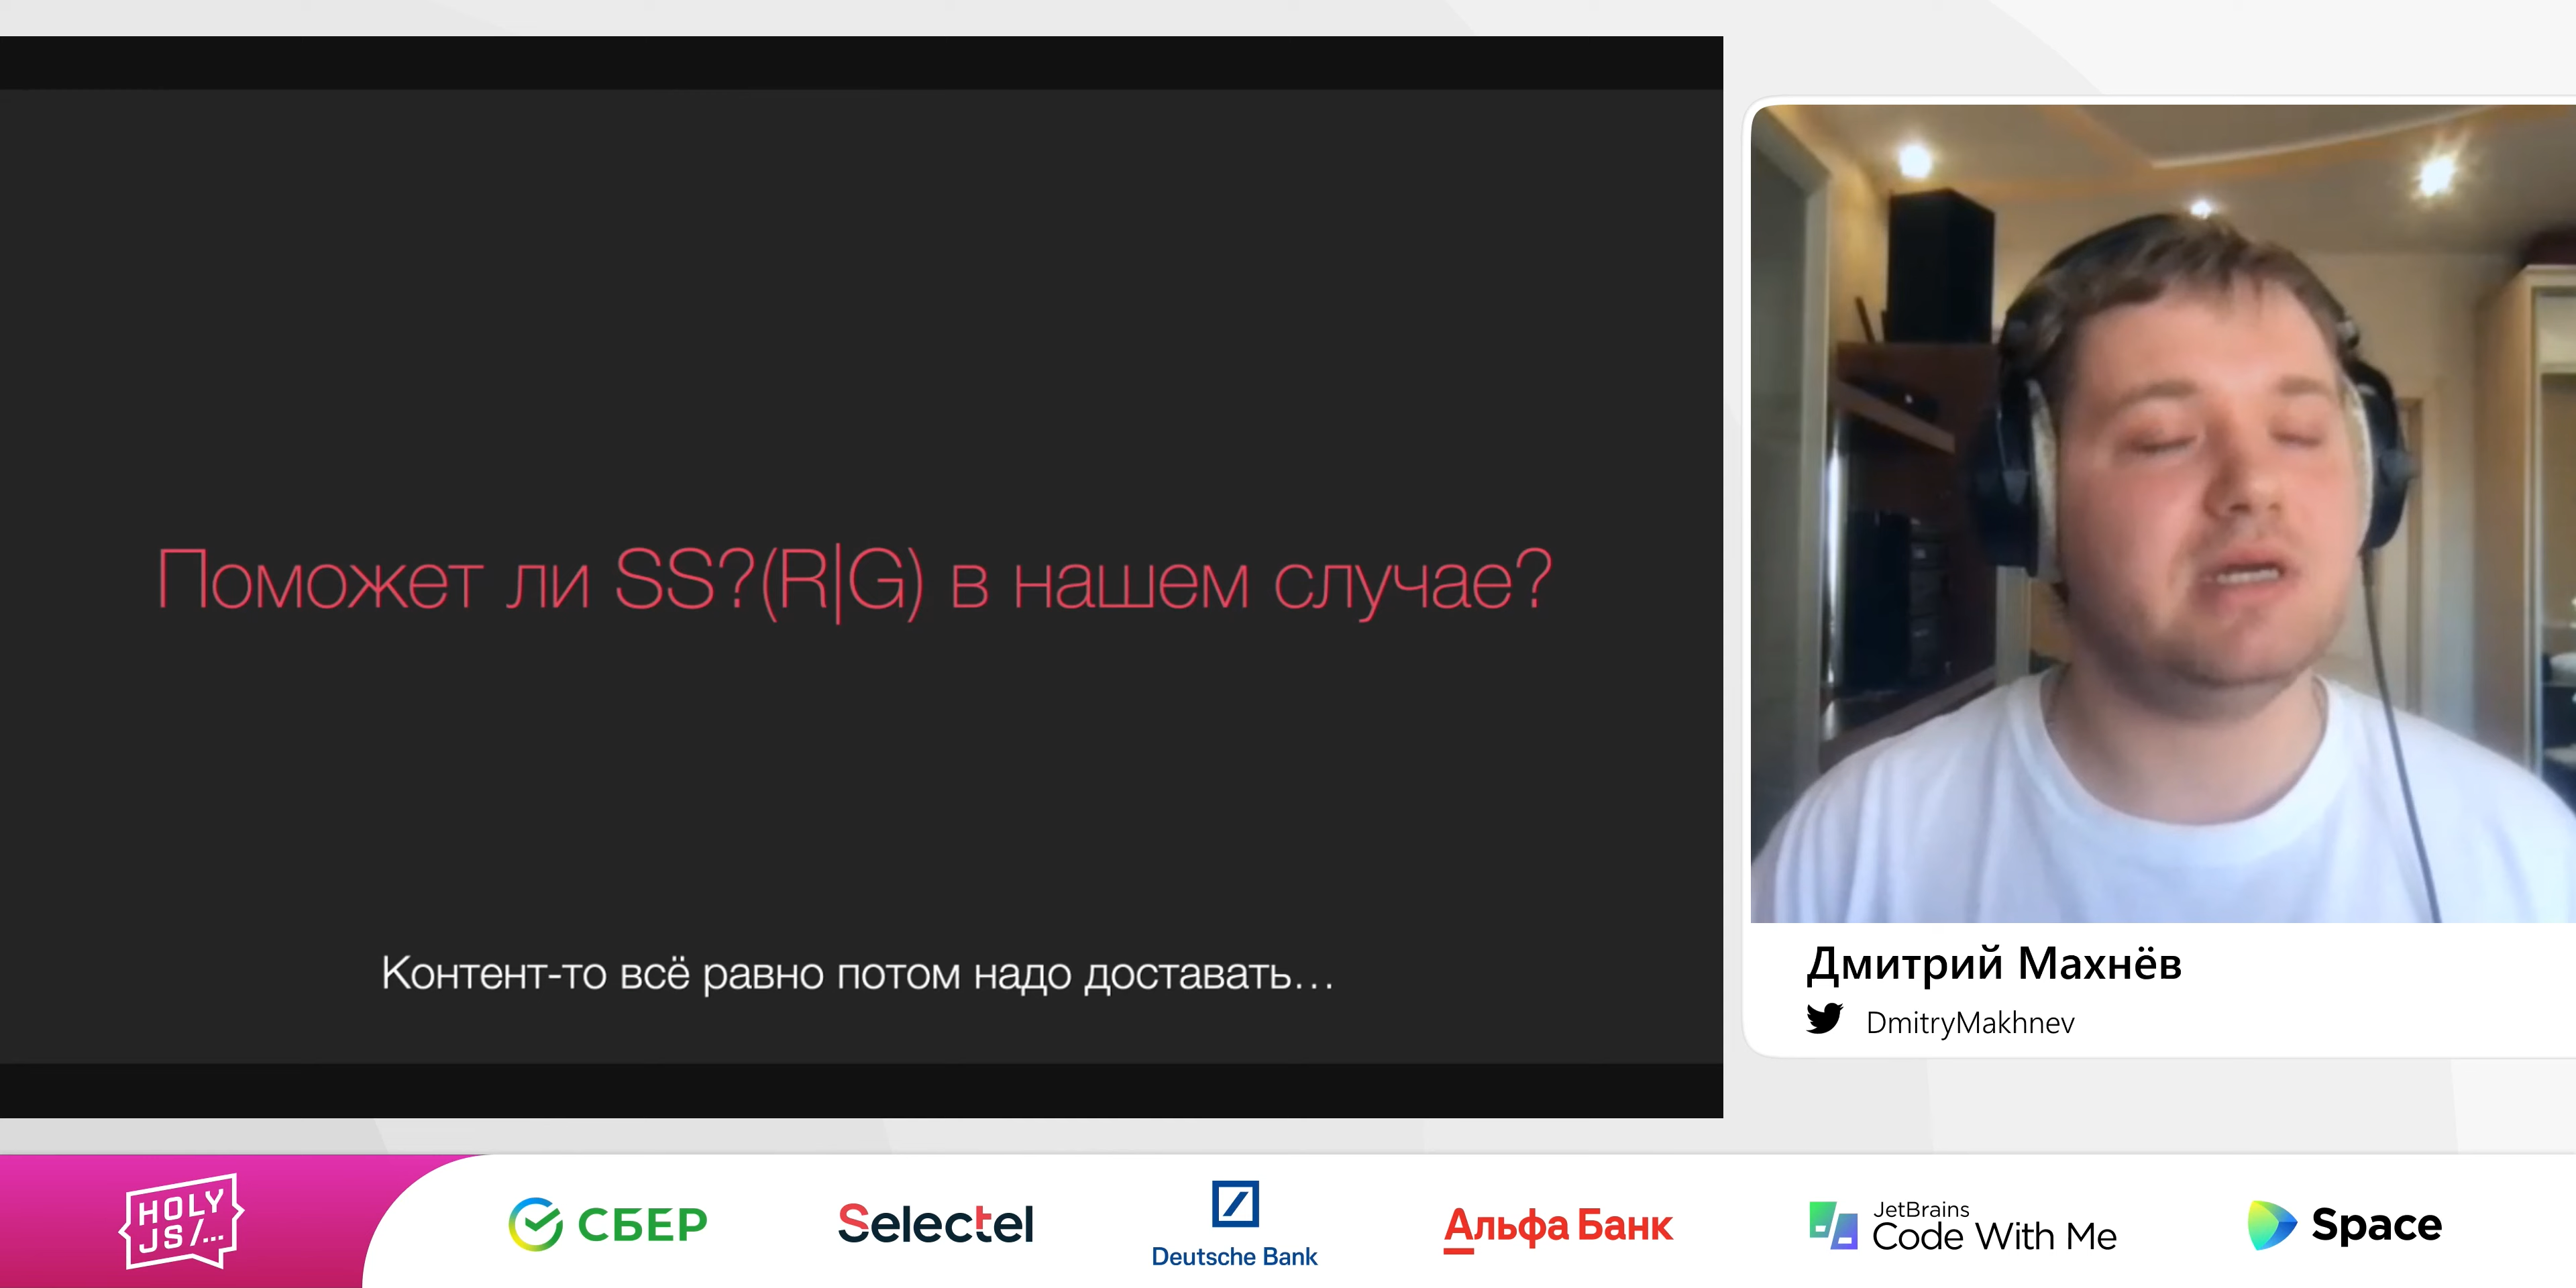 Поможет ли SS?(R|G) в нашем случае?
Контент-то всё равно потом надо доставать...
Дмитрий Махнёв
DmitryMakhnev
HOLY
JS/...
СБЕР
Selectel
Deutsche Bank
Альфа Банк
JetBrains
Code With Me
Space